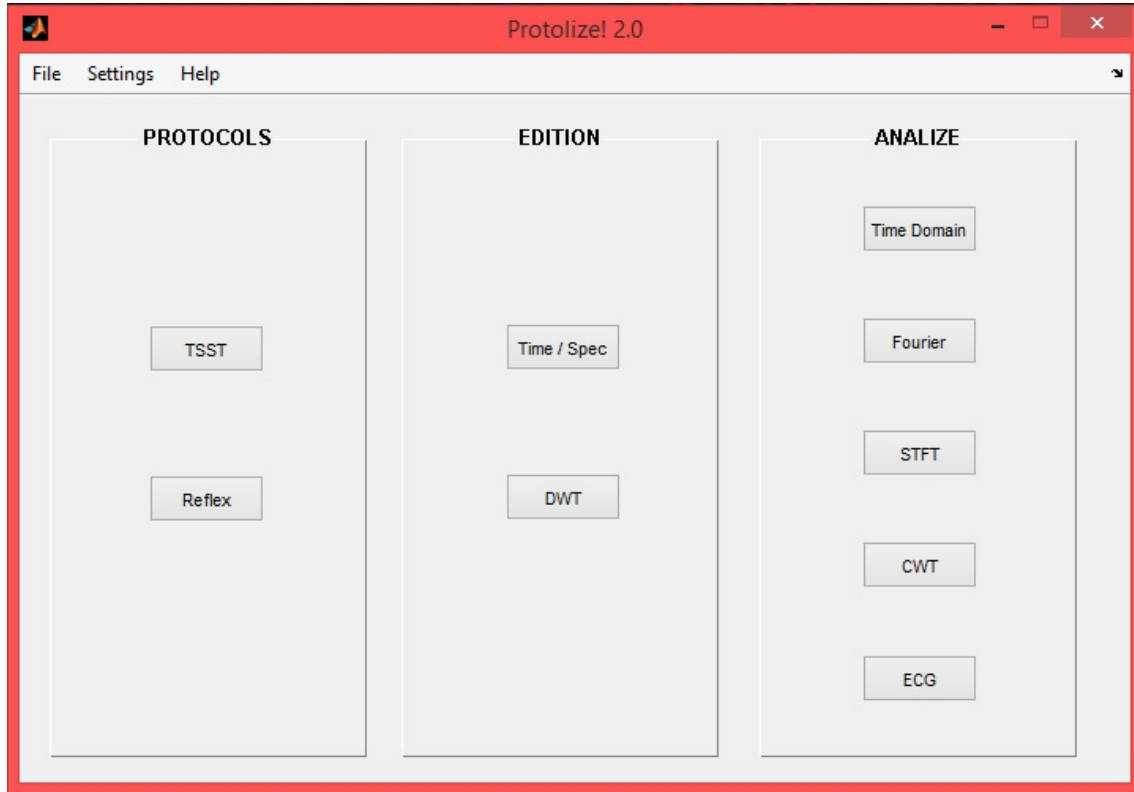 Protolize! 2.0
File Settings Help
PROTOCOLS
TSST
Reflex
EDITION
Time / Spec
DWT
ANALIZE
Time Domain
Fourier
STFT
CWT
ECG